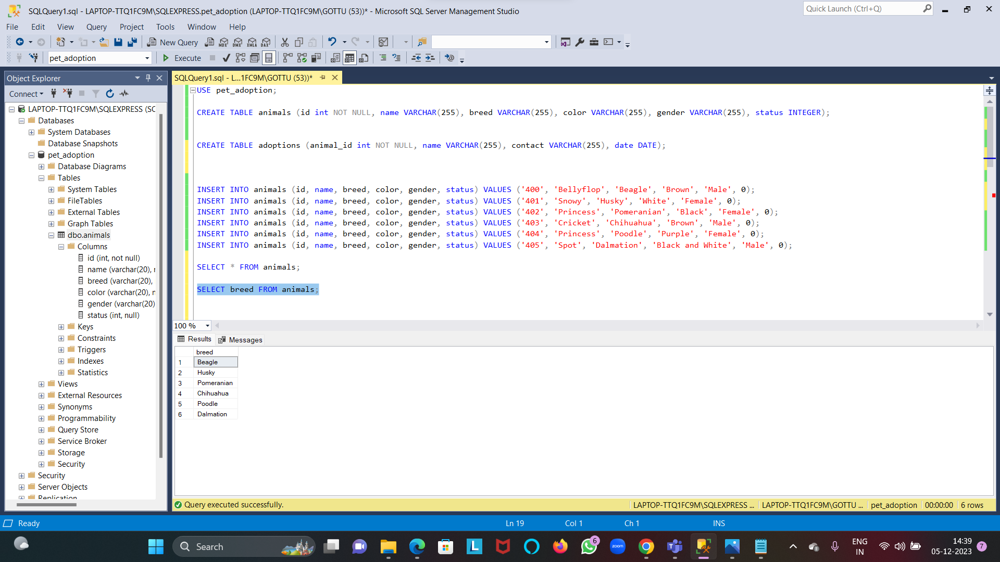 SQLQuery1.sql - LAPTOP-TTQ1FC9M\SQLEXPRESS.pet_adoption (LAPTOP-TTQ1FC9M\GOTTU (53))* - Microsoft SQL Server Management Studio
Quick Launch (Ctrl+Q)
File Edit View Query Project Tools Window Help
New Query MDX DMX XMLA DAX
pet_adoption Execute
Object Explorer
SQLQuery1.sql - L...1FC9M\GOTTU (53))*
Connect
LAPTOP-TTQ1FC9M\SQLEXPRESS (SC
Databases
System Databases
Database Snapshots
pet_adoption
Database Diagrams
Tables
System Tables
FileTables
External Tables
Graph Tables
dbo.animals
Columns
id (int, not null)
name (varchar(20), r
breed (varchar(20),
color (varchar(20), n
gender (varchar(20)
status (int, null)
Keys
Constraints
Triggers
Indexes
Statistics
Views
External Resources
Synonyms
Programmability
Query Store
Service Broker
Storage
Security
Security
Server Objects
Replication
USE pet_adoption;
CREATE TABLE animals (id int NOT NULL, name VARCHAR(255), breed VARCHAR(255), color VARCHAR(255), gender VARCHAR(255), status INTEGER);
CREATE TABLE adoptions (animal_id int NOT NULL, name VARCHAR(255), contact VARCHAR(255), date DATE);
INSERT INTO animals (id, name, breed, color, gender, status) VALUES ('400', 'Bellyflop', 'Beagle', 'Brown', 'Male', 0);
INSERT INTO animals (id, name, breed, color, gender, status) VALUES ('401', 'Snowy', 'Husky', 'White', 'Female', 0);
INSERT INTO animals (id, name, breed, color, gender, status) VALUES ('402', 'Princess', 'Pomeranian', 'Black', 'Female', 0);
INSERT INTO animals (id, name, breed, color, gender, status) VALUES ('403', 'Cricket', 'Chihuahua', 'Brown', 'Male', 0);
INSERT INTO animals (id, name, breed, color, gender, status) VALUES ('404', 'Princess', 'Poodle', 'Purple', 'Female', 0);
INSERT INTO animals (id, name, breed, color, gender, status) VALUES ('405', 'Spot', 'Dalmation', 'Black and White', 'Male', 0);
SELECT * FROM animals;
SELECT breed FROM animals;
100 %
Results Messages
breed
1 Beagle
2 Husky
3 Pomeranian
4 Chihuahua
5 Poodle
6 Dalmation
Query executed successfully. LAPTOP-TTQ1FC9M\SQLEXPRESS ... LAPTOP-TTQ1FC9M\GOTTU ... pet_adoption 00:00:00 6 rows
Ready Ln 19 Col 1 Ch 1 INS
Search L 6 zoom
ENG
IN
14:39
05-12-2023
7